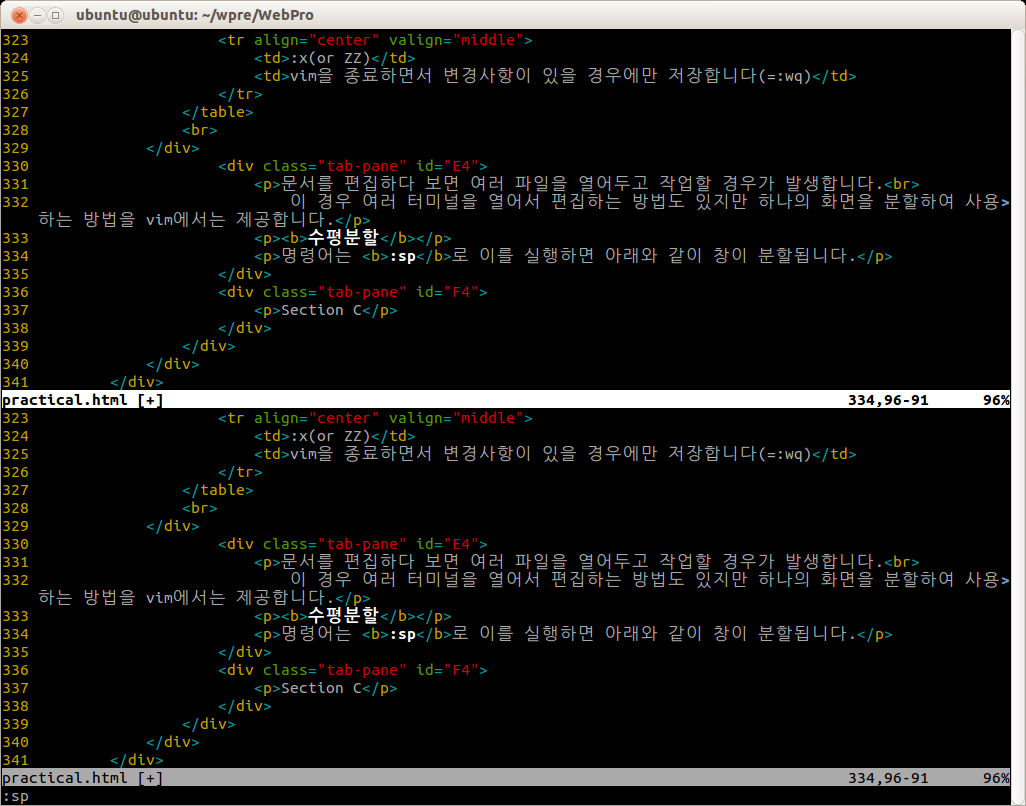 ubuntu@ubuntu: ~/wpre/WebPro
323 <tr align="center" valign="middle">
324 <td>:x(or ZZ)</td>
325 <td>vim을 종료하면서 변경사항이 있을 경우에만 저장합니다(=:wq)</td>
326 </tr>
327 </table>
328 <br>
329 </div>
330 <div class="tab-pane" id="E4">
331 <p>문서를 편집하다 보면 여러 파일을 열어두고 작업할 경우가 발생합니다.<br>
332 이 경우 여러 터미널을 열어서 편집하는 방법도 있지만 하나의 화면을 분할하여 사용>
하는 방법을 vim에서는 제공합니다.</p>
333 <p><b>수평분할</b></p>
334 <p>명령어는 <b>:sp</b>로 이를 실행하면 아래와 같이 창이 분할됩니다.</p>
335 </div>
336 <div class="tab-pane" id="F4">
337 <p>Section C</p>
338 </div>
339 </div>
340 </div>
341 </div>
practical.html [+] 334,96-91 96%
323 <tr align="center" valign="middle">
324 <td>:x(or ZZ)</td>
325 <td>vim을 종료하면서 변경사항이 있을 경우에만 저장합니다(=:wq)</td>
326 </tr>
327 </table>
328 <br>
329 </div>
330 <div class="tab-pane" id="E4">
331 <p>문서를 편집하다 보면 여러 파일을 열어두고 작업할 경우가 발생합니다.<br>
332 이 경우 여러 터미널을 열어서 편집하는 방법도 있지만 하나의 화면을 분할하여 사용>
하는 방법을 vim에서는 제공합니다.</p>
333 <p><b>수평분할</b></p>
334 <p>명령어는 <b>:sp</b>로 이를 실행하면 아래와 같이 창이 분할됩니다.</p>
335 </div>
336 <div class="tab-pane" id="F4">
337 <p>Section C</p>
338 </div>
339 </div>
340 </div>
341 </div>
practical.html [+] 334,96-91 96%
:sp